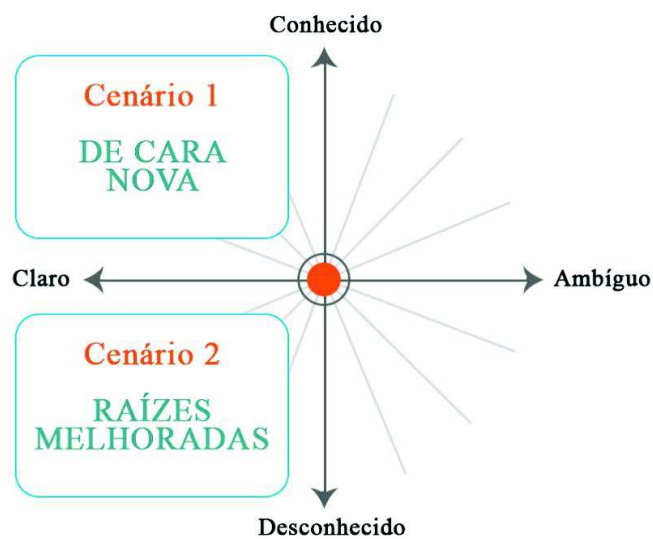 Conhecido
Cenário 1
DE CARA
NOVA
Claro
Ambíguo
Cenário 2
RAÍZES
MELHORADAS
Desconhecido